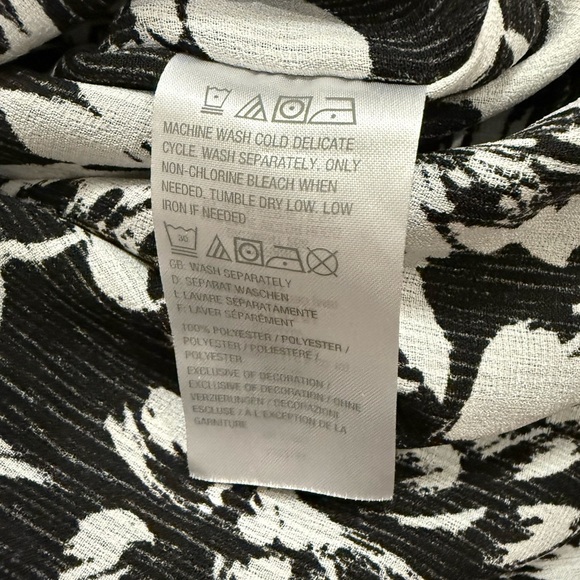 MACHINE WASH COLD DELICATE
CYCLE. WASH SEPARATELY. ONLY
NON-CHLORINE BLEACH WHEN
NEEDED. TUMBLE DRY LOW. LOW
IRON IF NEEDED
30
GB: WASH SEPARATELY
D: SEPARAT WASCHEN
I: LAVARE SEPARATAMENTE
F: LAVER SÉPARÉMENT
100% POLYESTER / POLYESTER /
POLYESTER / POLIESTERE /
POLYESTER
EXCLUSIVE OF DECORATION /
EXCLUSIVE OF DECORATION / OHNE
VERZIERUNGEN / DECORAZIONI
ESCLUSE / À L'EXCEPTION DE LA
GARNITURE